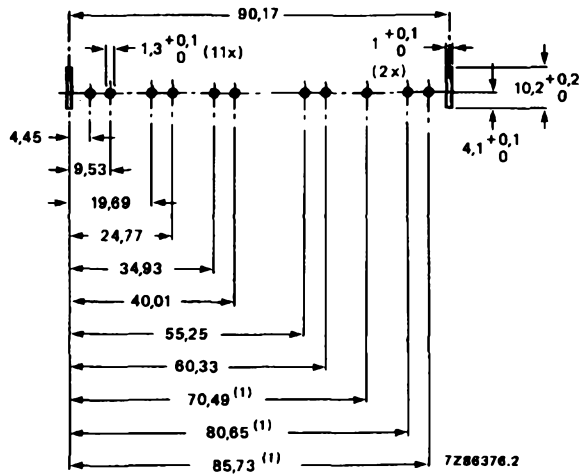 90,17
1,3 +0,1 0 (11x)
1 +0,1 0
(2x)
10,2 +0,2 0
4,1 +0,1 0
4,45
9,53
19,69
24,77
34,93
40,01
55,25
60,33
70,49 (1)
80,65 (1)
85,73 (1)
7Z86376.2